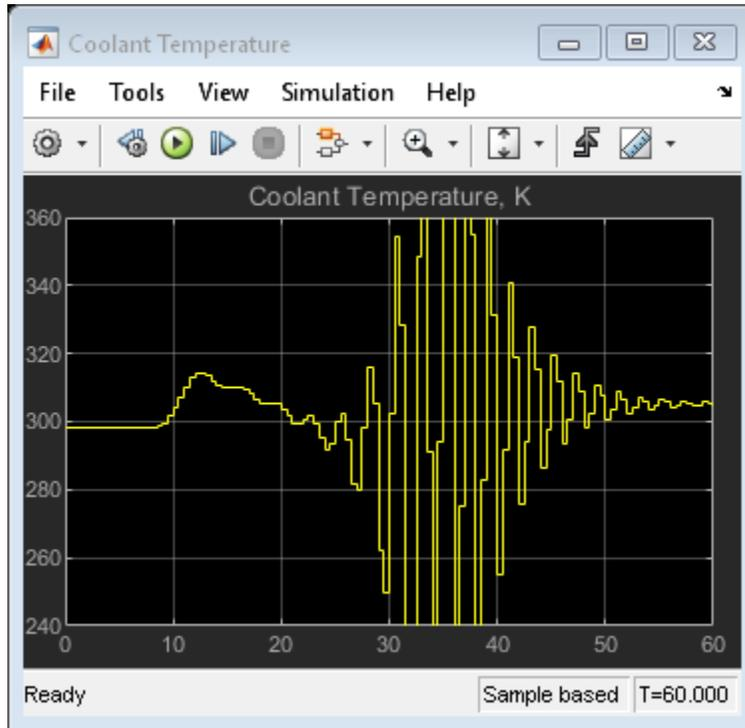 Coolant Temperature
File Tools View Simulation Help
Coolant Temperature, K
360
340
320
300
280
260
240
0 10 20 30 40 50 60
Ready Sample based T=60.000